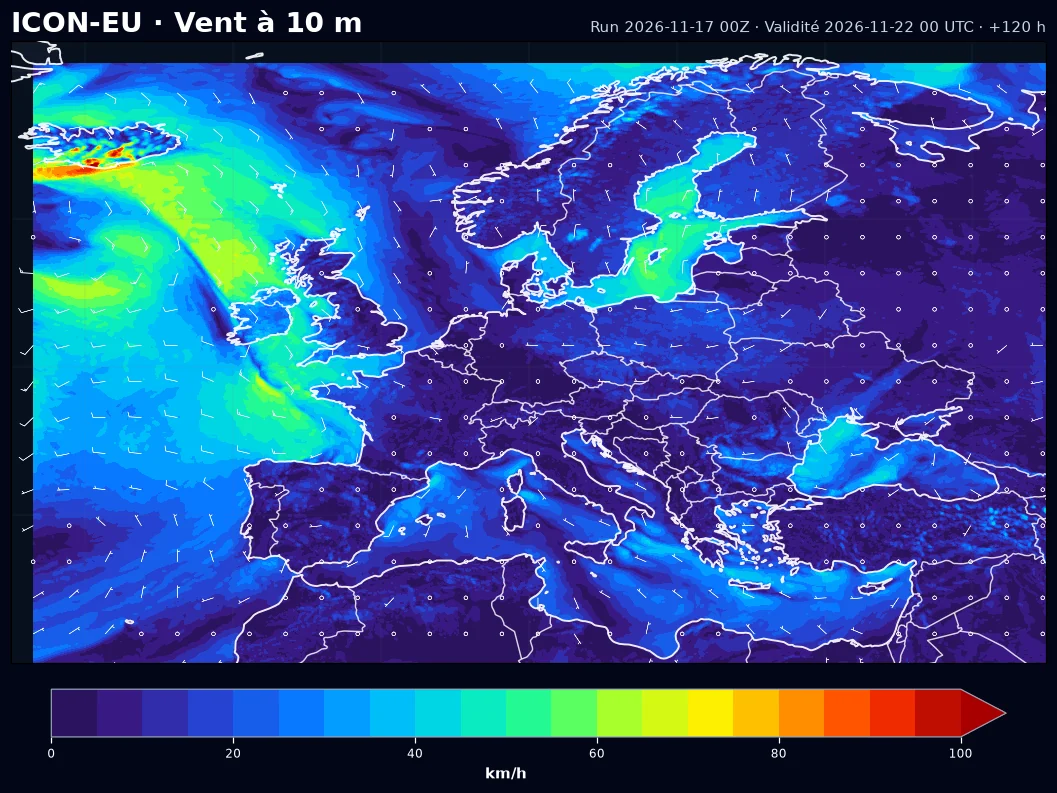 ICON-EU · Vent à 10 m
Run 2026-11-17 00Z · Validité 2026-11-22 00 UTC · +120 h
0 20 40 60 80 100
km/h